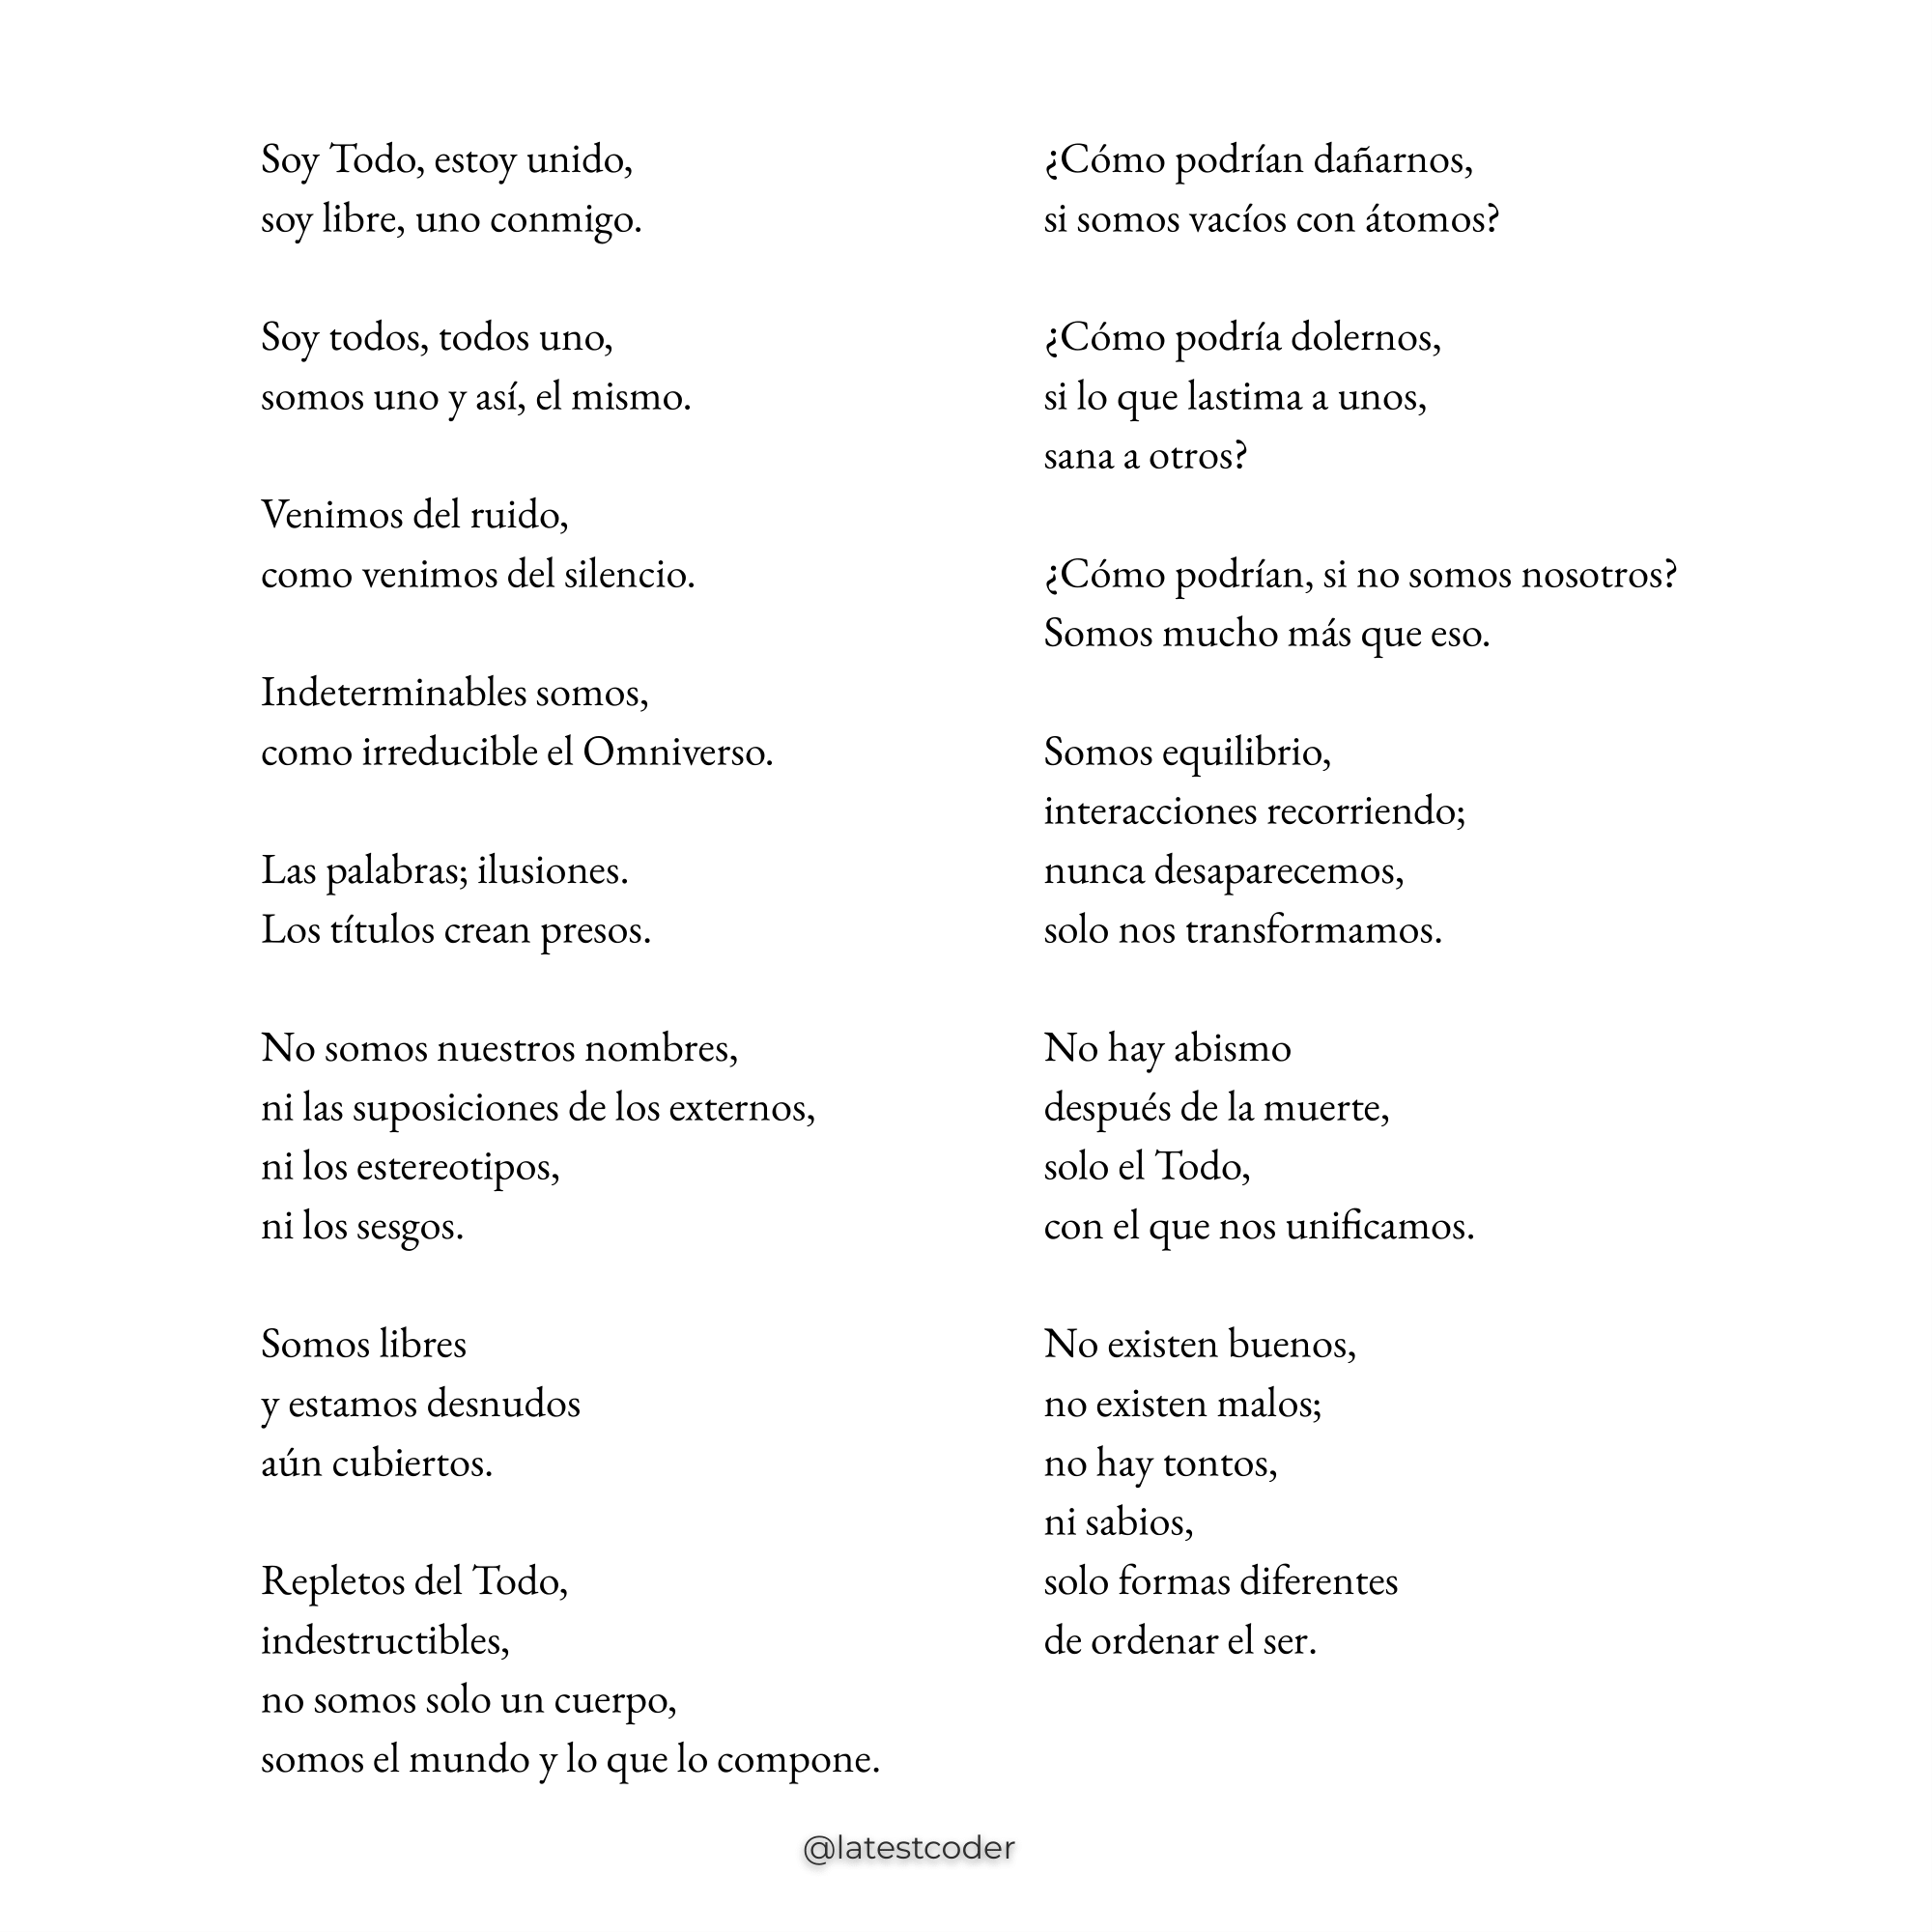 Soy Todo, estoy unido,
soy libre, uno conmigo.

Soy todos, todos uno,
somos uno y así, el mismo.

Venimos del ruido,
como venimos del silencio.

Indeterminables somos,
como irreducible el Omniverso.

Las palabras; ilusiones.
Los títulos crean presos.

No somos nuestros nombres,
ni las suposiciones de los externos,
ni los estereotipos,
ni los sesgos.

Somos libres
y estamos desnudos
aún cubiertos.

Repletos del Todo,
indestructibles,
no somos solo un cuerpo,
somos el mundo y lo que lo compone.

¿Cómo podrían dañarnos,
si somos vacíos con átomos?

¿Cómo podría dolernos,
si lo que lastima a unos,
sana a otros?

¿Cómo podrían, si no somos nosotros?
Somos mucho más que eso.

Somos equilibrio,
interacciones recorriendo;
nunca desaparecemos,
solo nos transformamos.

No hay abismo
después de la muerte,
solo el Todo,
con el que nos unificamos.

No existen buenos,
no existen malos;
no hay tontos,
ni sabios,
solo formas diferentes
de ordenar el ser.

@latestcoder